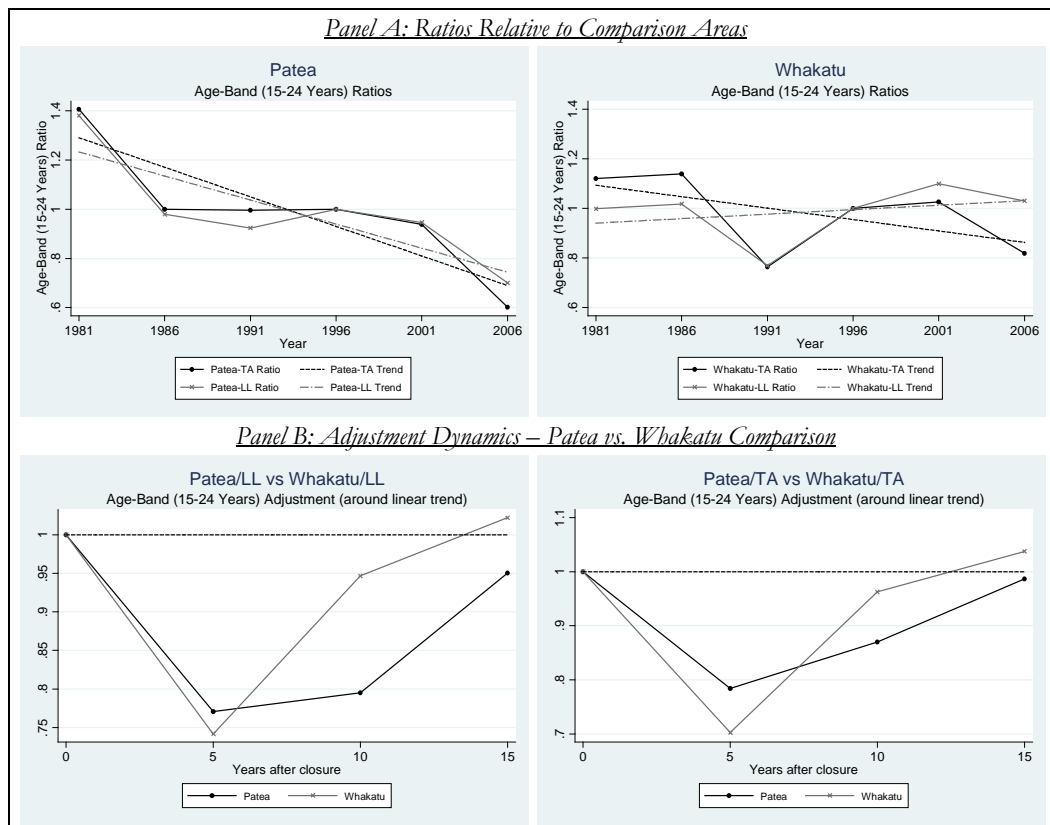 Panel A: Ratios Relative to Comparison Areas
Patea
Age-Band (15-24 Years) Ratios
Age-Band (15-24 Years) Ratio
1.4
1.2
1
.8
.6
1981 1986 1991 1996 2001 2006
Year
Patea-TA Ratio Patea-TA Trend
Patea-LL Ratio Patea-LL Trend
Whakatu
Age-Band (15-24 Years) Ratios
Age-Band (15-24 Years) Ratio
1.4
1.2
1
.8
.6
1981 1986 1991 1996 2001 2006
Year
Whakatu-TA Ratio Whakatu-TA Trend
Whakatu-LL Ratio Whakatu-LL Trend
Panel B: Adjustment Dynamics – Patea vs. Whakatu Comparison
Patea/LL vs Whakatu/LL
Age-Band (15-24 Years) Adjustment (around linear trend)
1
.95
.9
.85
.8
.75
0 5 10 15
Years after closure
Patea Whakatu
Patea/TA vs Whakatu/TA
Age-Band (15-24 Years) Adjustment (around linear trend)
1.1
1
.9
.8
.7
0 5 10 15
Years after closure
Patea Whakatu